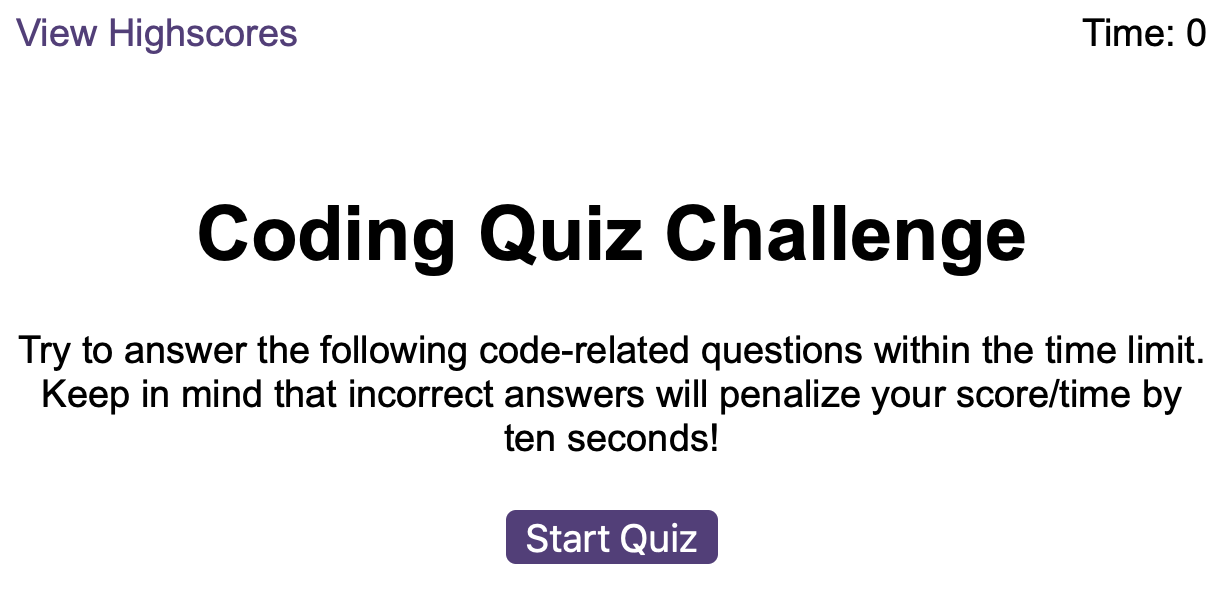 View Highscores
Time: 0
Coding Quiz Challenge
Try to answer the following code-related questions within the time limit.
Keep in mind that incorrect answers will penalize your score/time by
ten seconds!
Start Quiz